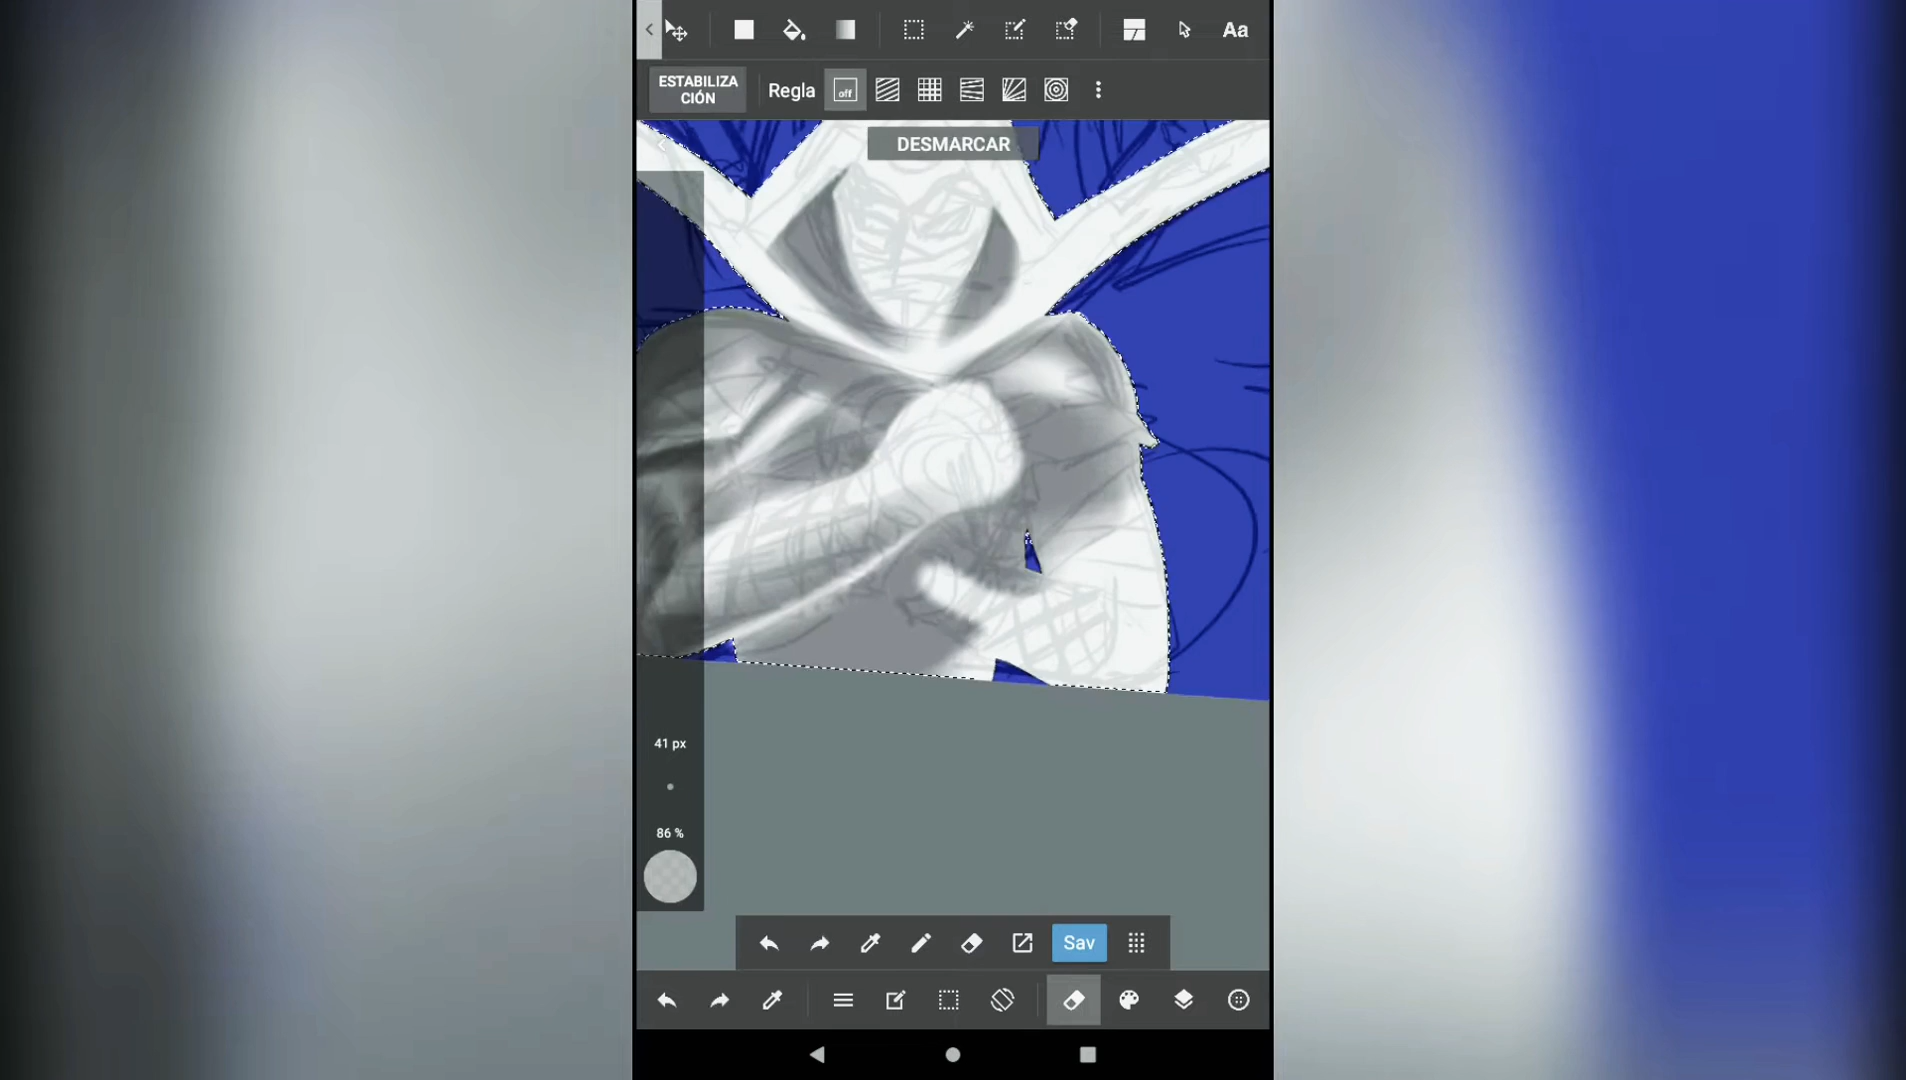 Aa
ESTABILIZA
CIÓN
Regla
off
DESMARCAR
41 px
86 %
Sav